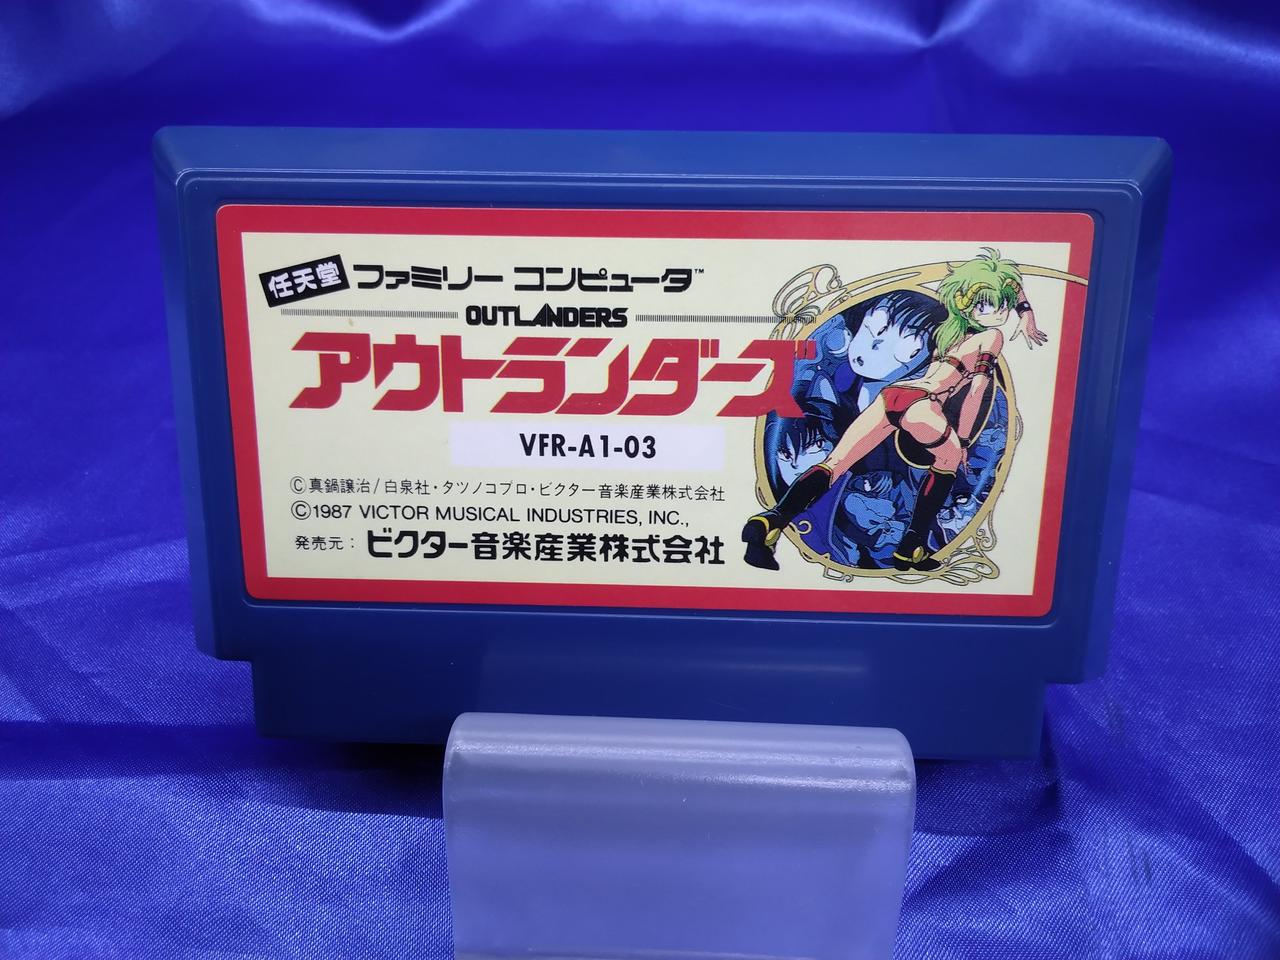 任天堂 ファミリー コンピュータ™
OUTLANDERS
アウトランダーズ
VFR-A1-03
Ⓒ真鍋譲治/白泉社・タツノコプロ・ビクター音楽産業株式会社
Ⓒ1987 VICTOR MUSICAL INDUSTRIES, INC.,
発売元：ビクター音楽産業株式会社